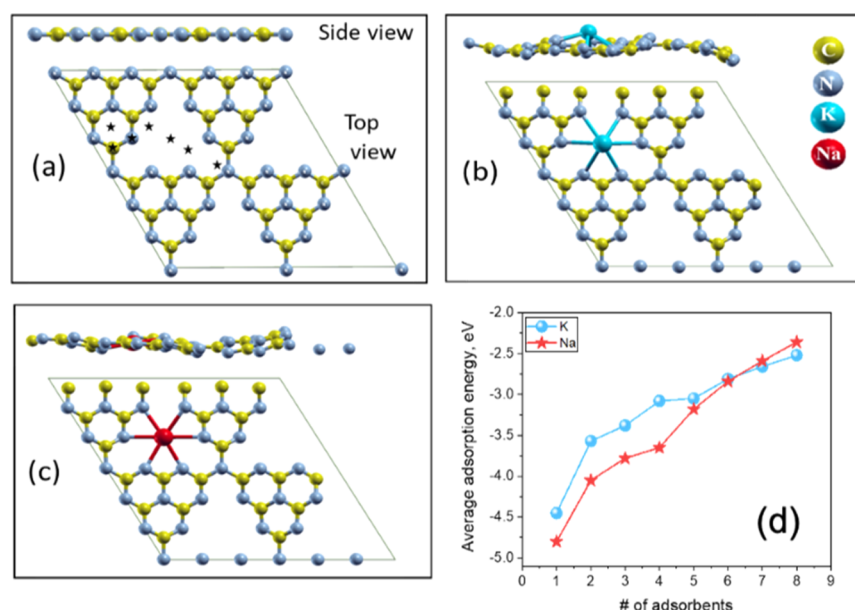 Side view
Top
view
(a)
(b)
C
N
K
Na
(c)
-2.0
-2.5
-3.0
-3.5
-4.0
-4.5
-5.0
Average adsorption energy, eV
K
Na
(d)
0 1 2 3 4 5 6 7 8 9
# of adsorbents